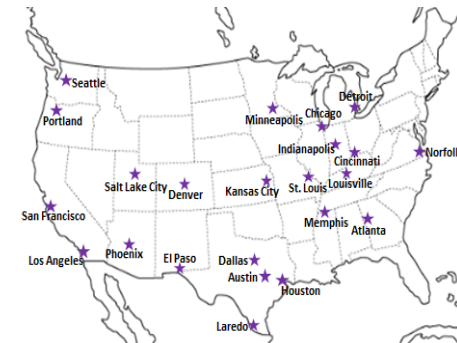 Seattle
Portland
Minneapolis
Detroit
Chicago
Indianapolis
Cincinnati
Norfolk
Salt Lake City
Denver
Kansas City
St. Louis
Louisville
San Francisco
Memphis
Atlanta
Los Angeles
Phoenix
El Paso
Dallas
Austin
Houston
Laredo